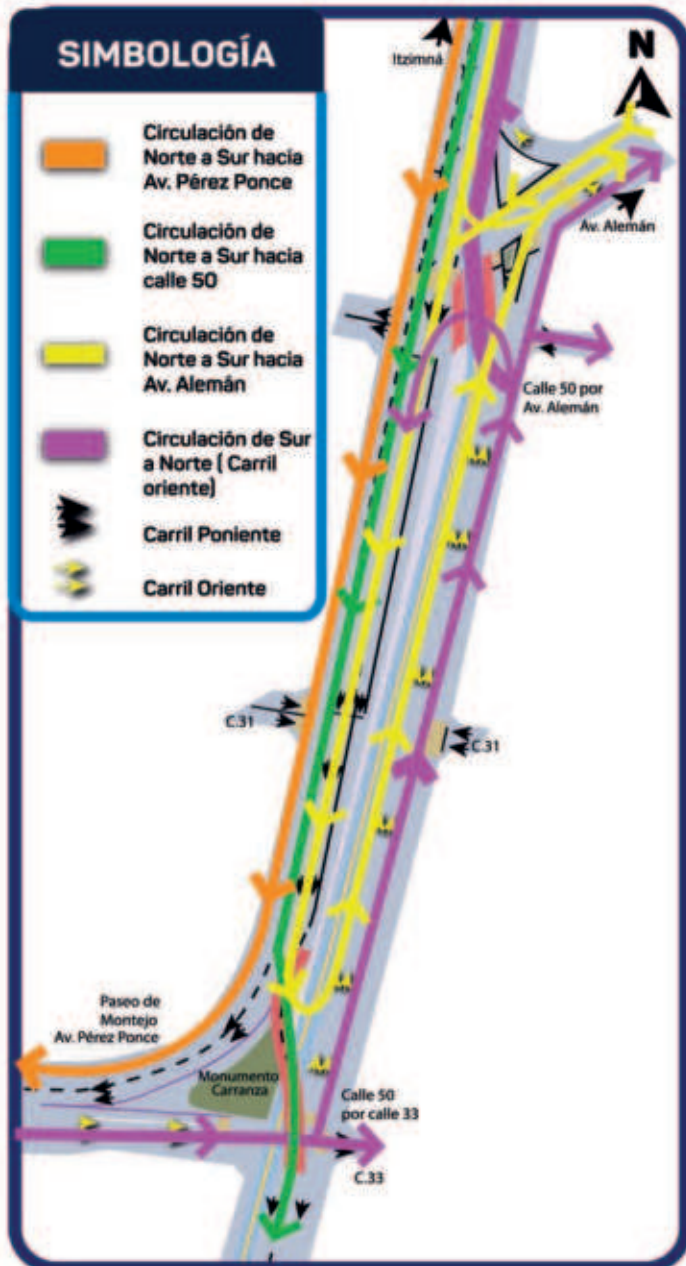 SIMBOLOGÍA
Circulación de
Norte a Sur hacia
Av. Pérez Ponce
Circulación de
Norte a Sur hacia
calle 50
Circulación de
Norte a Sur hacia
Av. Alemán
Circulación de Sur
a Norte ( Carril
oriente)
Carril Poniente
Carril Oriente
Itzimná
N
Av. Alemán
Calle 50 por
Av. Alemán
C.31
C.31
Paseo de
Montejo
Av. Pérez Ponce
Monumento
Carranza
Calle 50
por calle 33
C.33